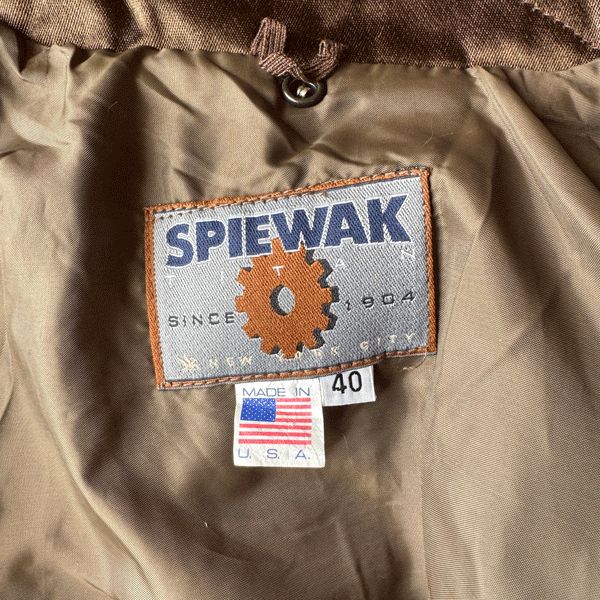 SPIEWAK
TITAN
SINCE 1904
NEW YORK CITY
40
MADE IN
U. S. A.